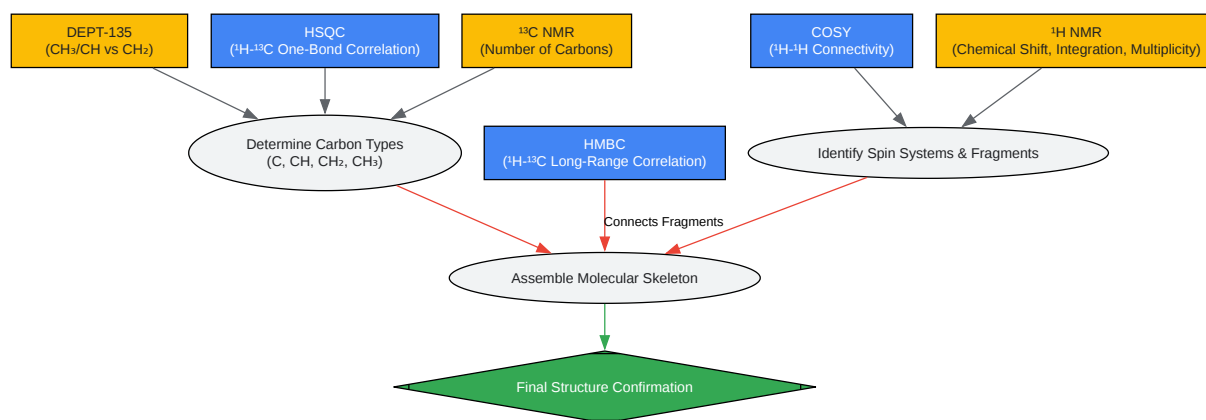 DEPT-135
(CH₃/CH vs CH₂)
HSQC
(¹H-¹³C One-Bond Correlation)
¹³C NMR
(Number of Carbons)
COSY
(¹H-¹H Connectivity)
¹H NMR
(Chemical Shift, Integration, Multiplicity)
Determine Carbon Types
(C, CH, CH₂, CH₃)
HMBC
(¹H-¹³C Long-Range Correlation)
Identify Spin Systems & Fragments
Connects Fragments
Assemble Molecular Skeleton
Final Structure Confirmation